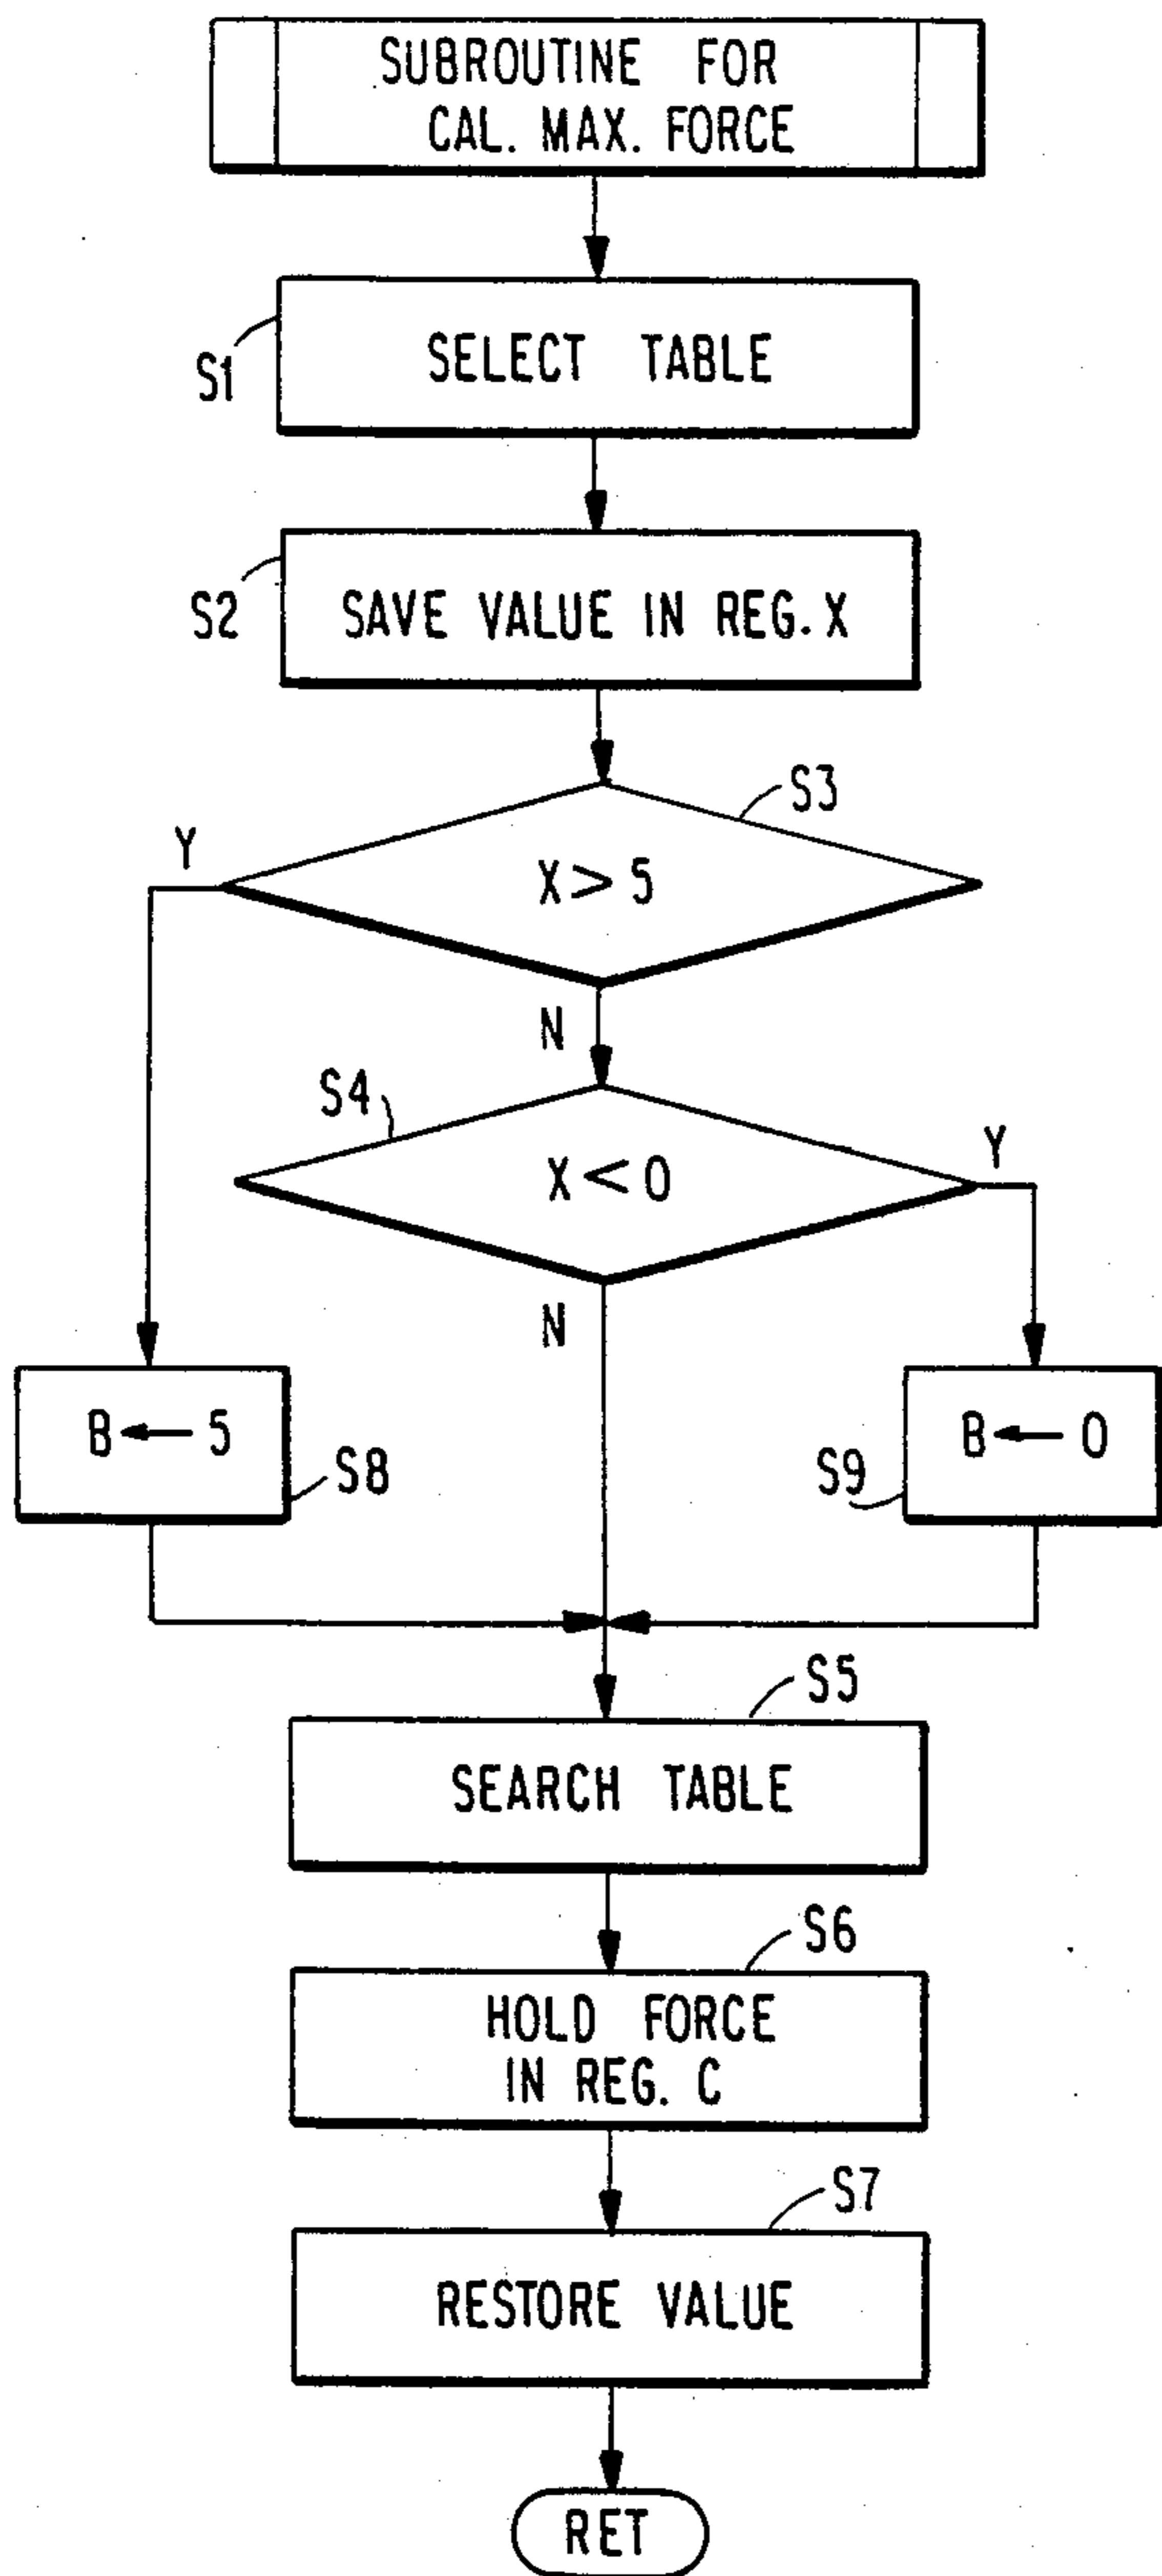 SUBROUTINE FOR
CAL. MAX. FORCE
S1
SELECT TABLE
S2
SAVE VALUE IN REG. X
S3
Y
X > 5
N
S4
Y
X < 0
N
B ← 5
S8
B ← 0
S9
S5
SEARCH TABLE
S6
HOLD FORCE
IN REG. C
S7
RESTORE VALUE
RET